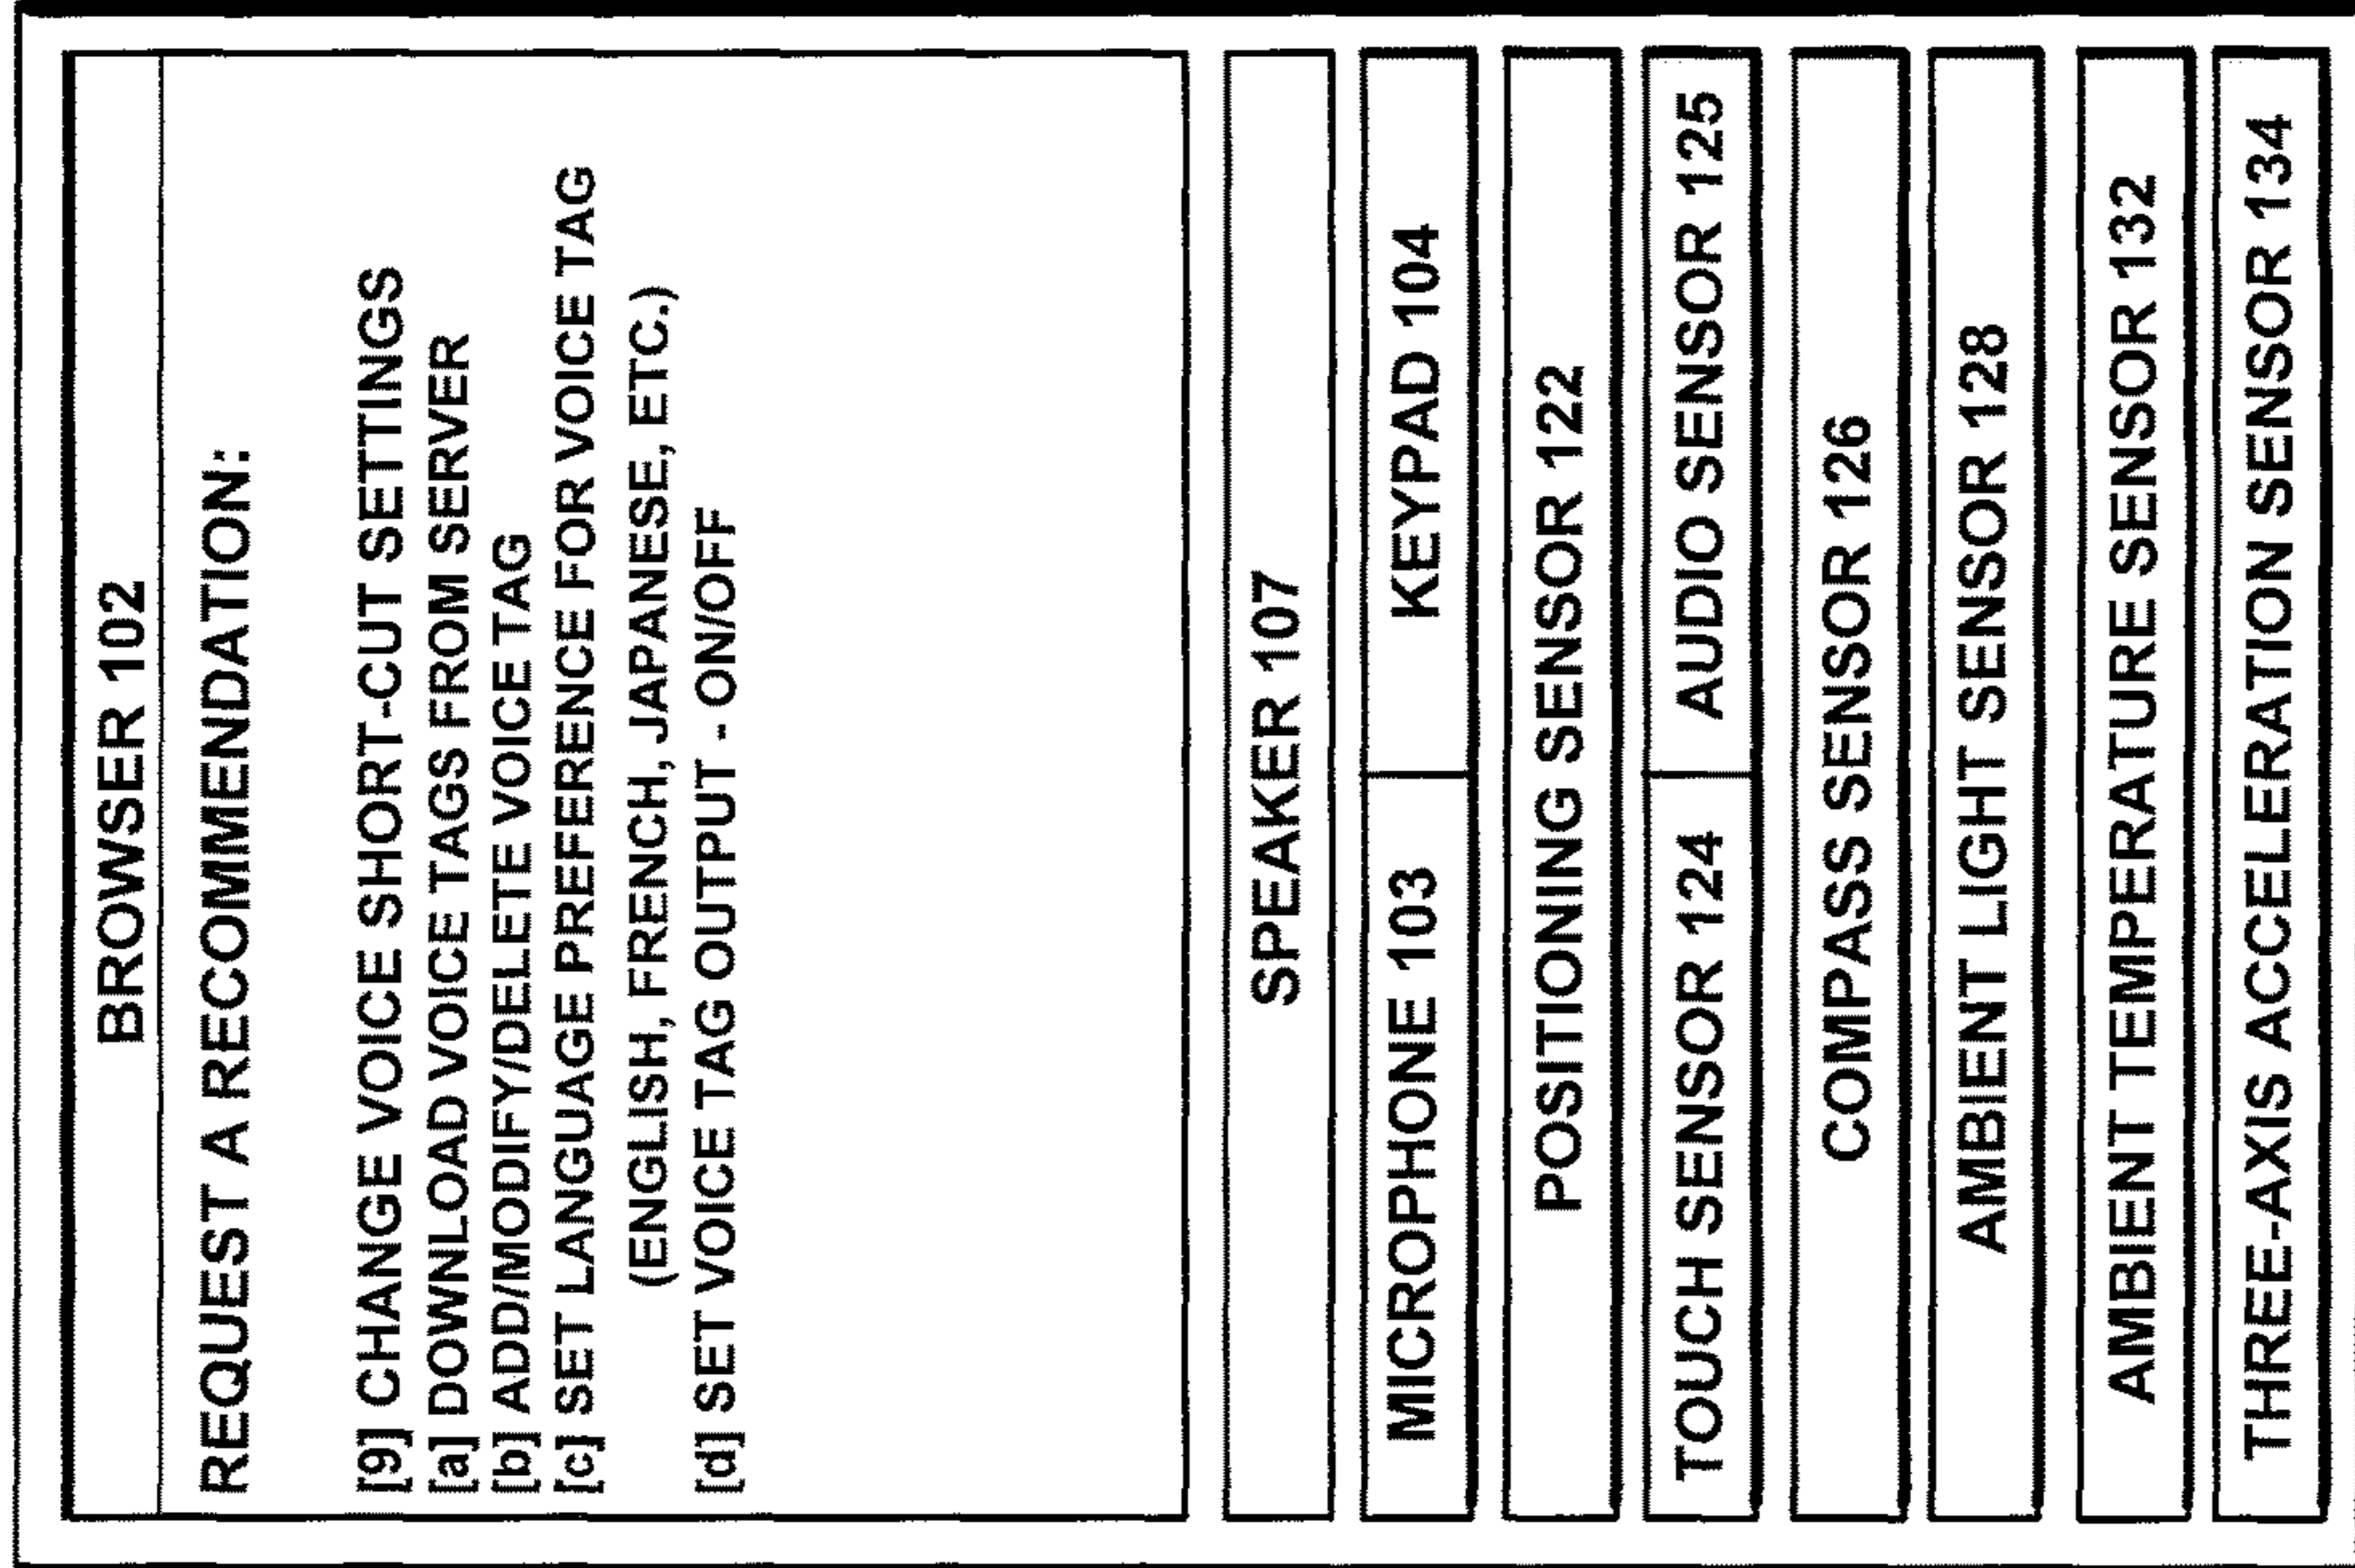 BROWSER 102
REQUEST A RECOMMENDATION:
[9] CHANGE VOICE SHORT-CUT SETTINGS
[a] DOWNLOAD VOICE TAGS FROM SERVER
[b] ADD/MODIFY/DELETE VOICE TAG
[c] SET LANGUAGE PREFERENCE FOR VOICE TAG
(ENGLISH, FRENCH, JAPANESE, ETC.)
[d] SET VOICE TAG OUTPUT - ON/OFF
SPEAKER 107
MICROPHONE 103 KEYPAD 104
POSITIONING SENSOR 122
TOUCH SENSOR 124 AUDIO SENSOR 125
COMPASS SENSOR 126
AMBIENT LIGHT SENSOR 128
AMBIENT TEMPERATURE SENSOR 132
THREE-AXIS ACCELERATION SENSOR 134